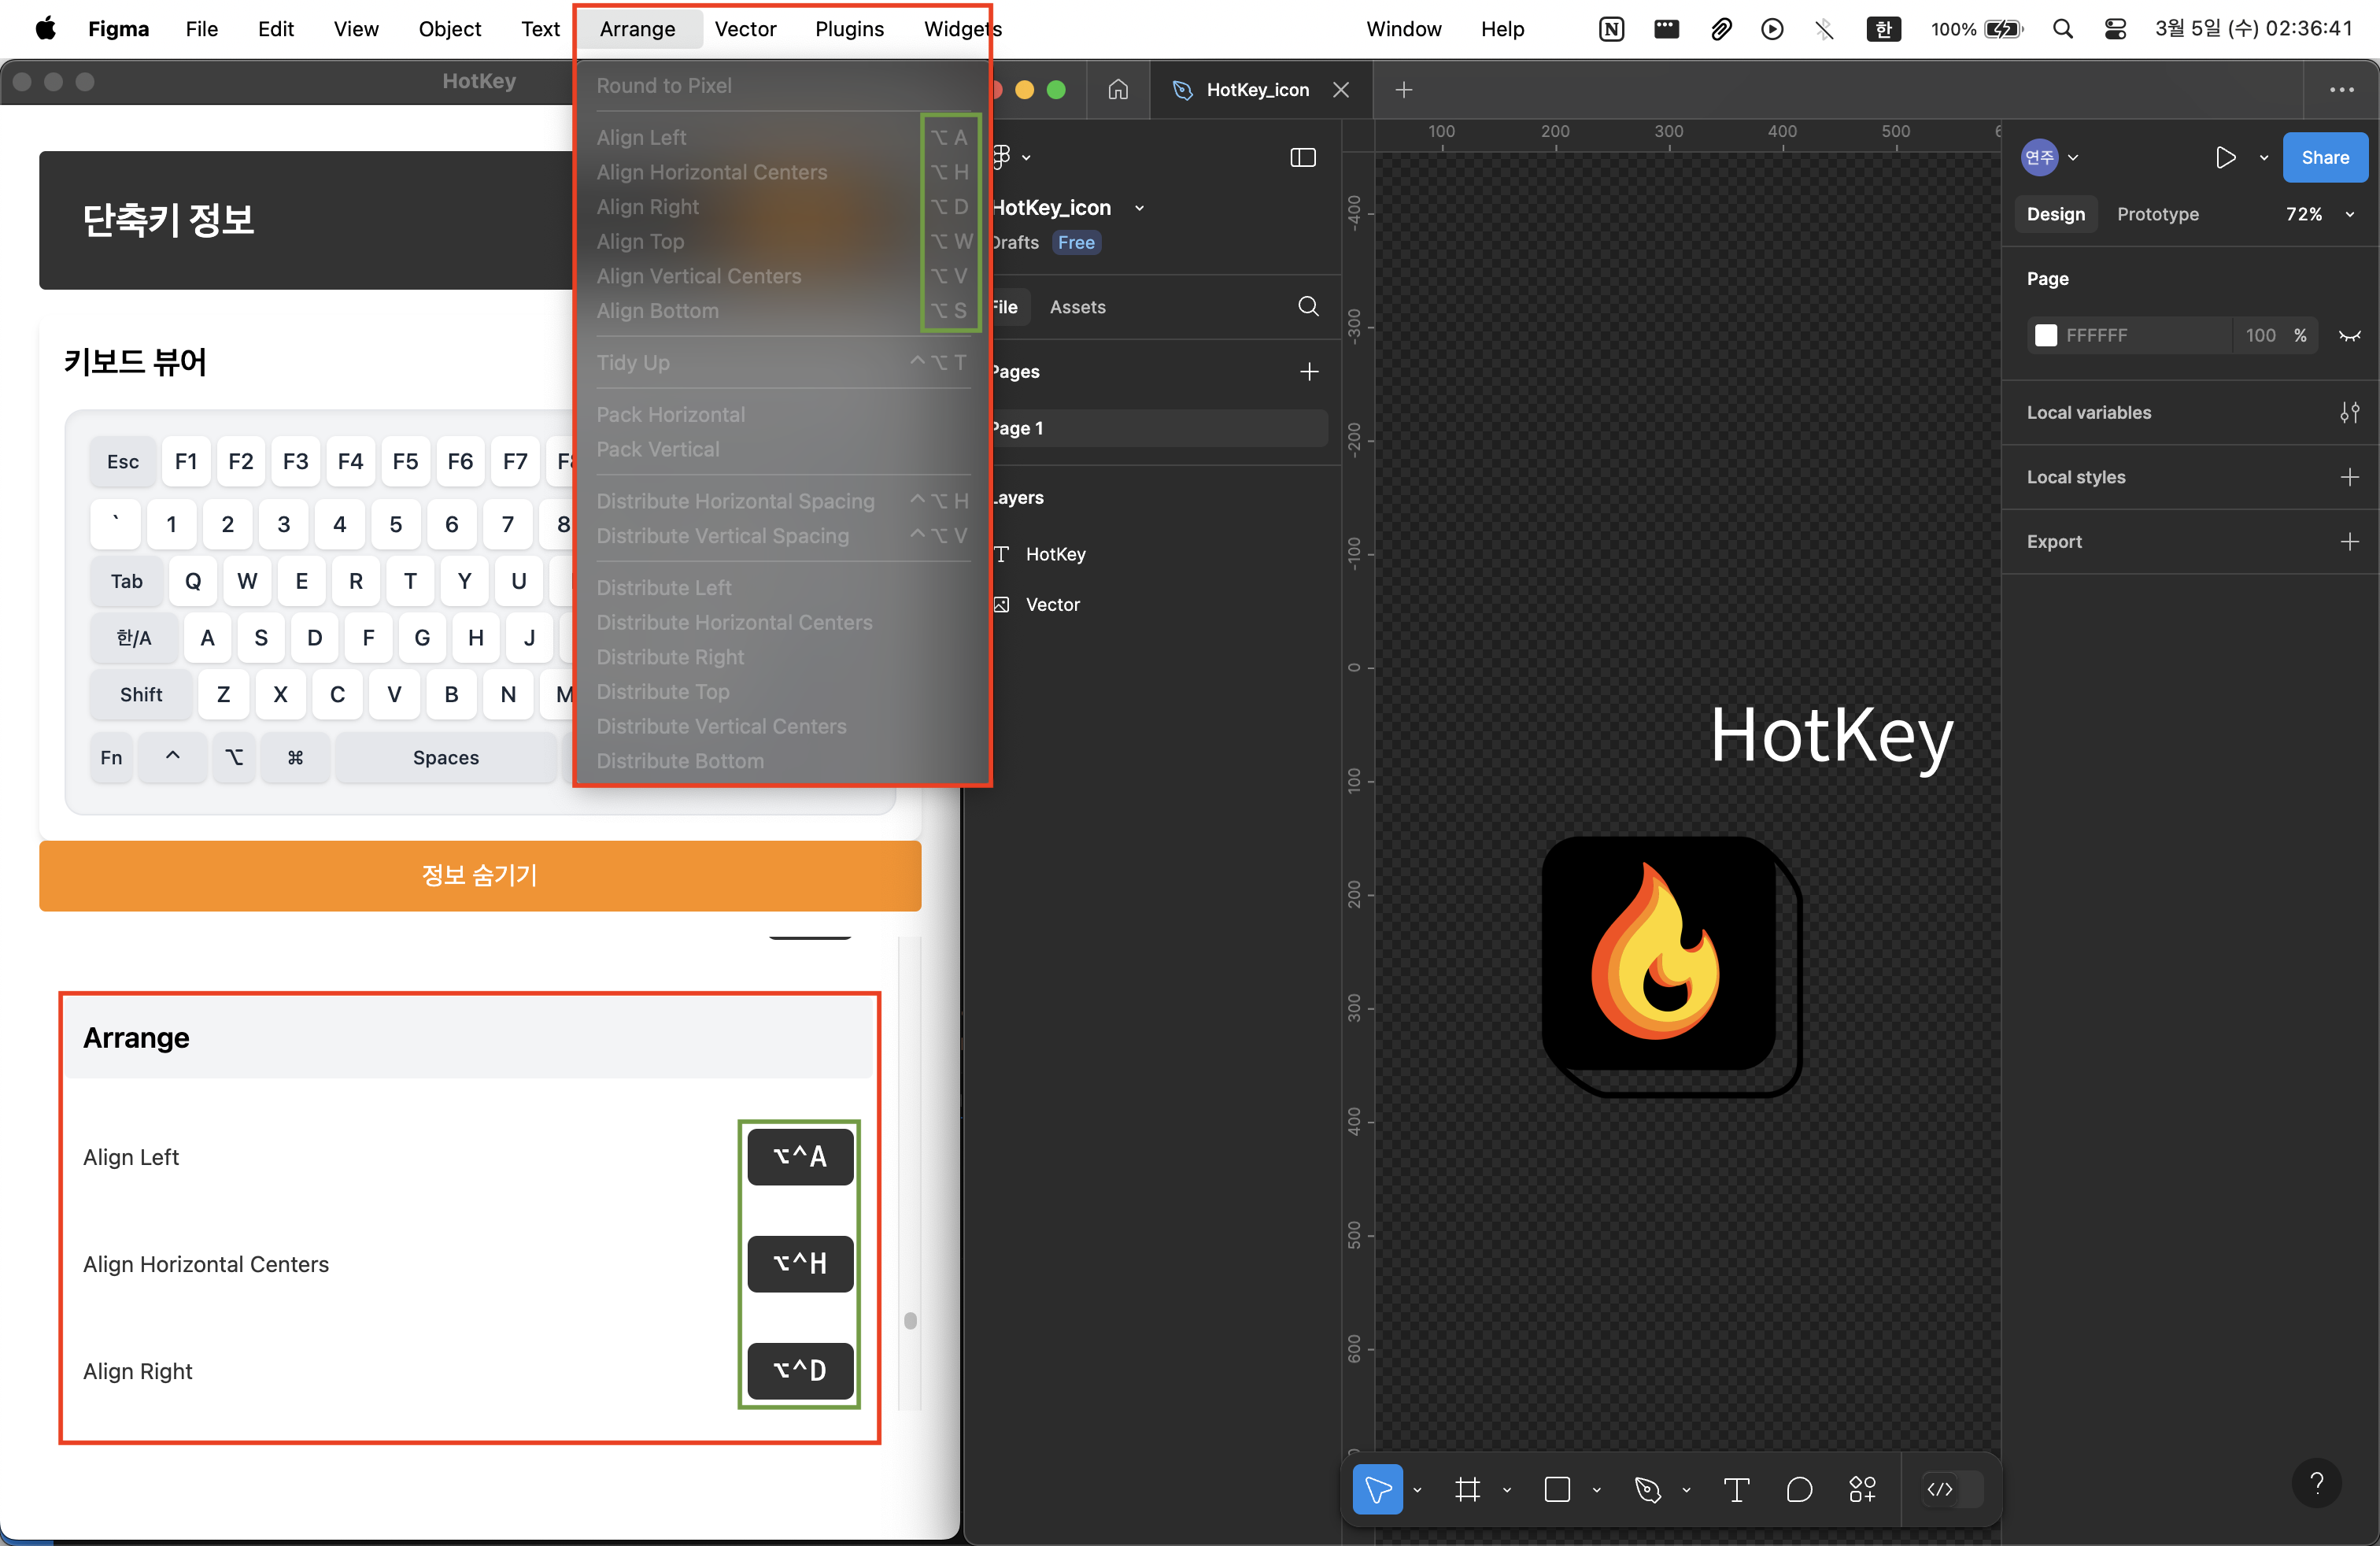 Figma File Edit View Object Text Arrange Vector Plugins Widgets Window Help 한 100% 3월 5일 (수) 02:36:41
HotKey
단축키 정보
키보드 뷰어
Esc F1 F2 F3 F4 F5 F6 F7
` 1 2 3 4 5 6 7 8
Tab Q W E R T Y U
한/A A S D F G H J
Shift Z X C V B N M
Fn ^ ⌥ ⌘ Spaces
정보 숨기기
Arrange
Align Left ⌥^A
Align Horizontal Centers ⌥^H
Align Right ⌥^D
Round to Pixel
Align Left ⌥ A
Align Horizontal Centers ⌥ H
Align Right ⌥ D
Align Top ⌥ W
Align Vertical Centers ⌥ V
Align Bottom ⌥ S
Tidy Up ^⌥ T
Pack Horizontal
Pack Vertical
Distribute Horizontal Spacing ^⌥ H
Distribute Vertical Spacing ^⌥ V
Distribute Left
Distribute Horizontal Centers
Distribute Right
Distribute Top
Distribute Vertical Centers
Distribute Bottom
HotKey_icon
HotKey_icon
Drafts Free
File Assets
Pages
Page 1
Layers
HotKey
Vector
100 200 300 400 500
-400
-300
-200
-100
0
100
200
300
400
500
600
HotKey
연주 Share
Design Prototype 72%
Page
FFFFFF 100 %
Local variables
Local styles
Export
?